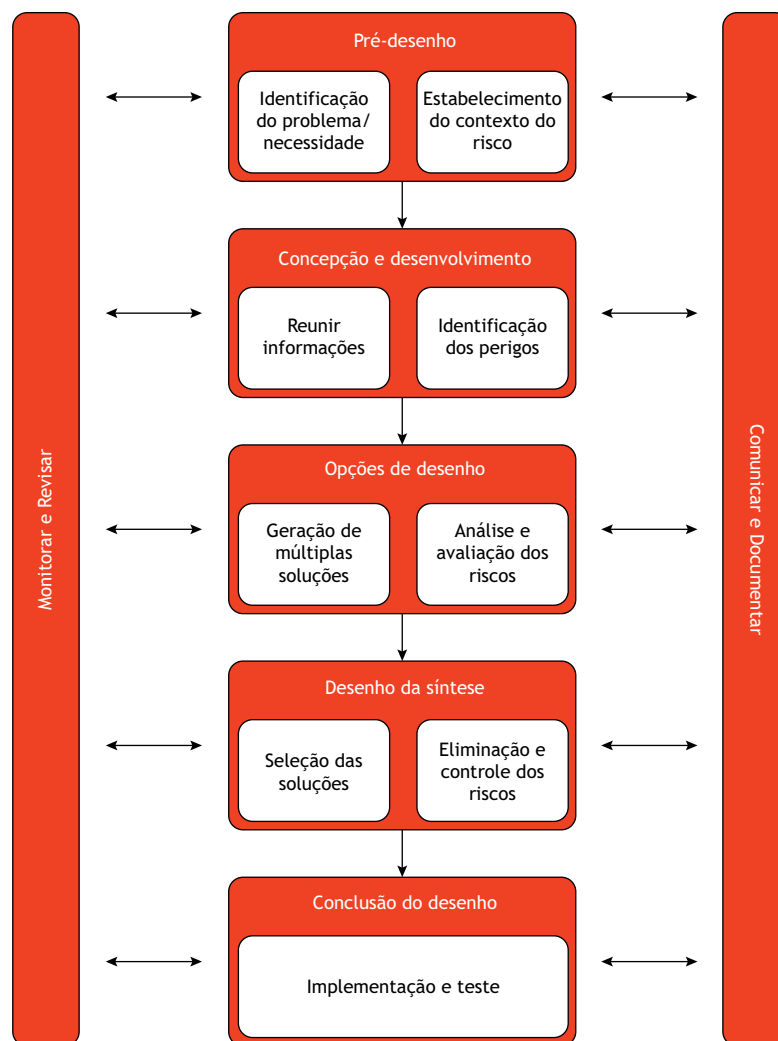 Monitorar e Revisar
Pré-desenho
Identificação
do problema/
necessidade
Estabelecimento
do contexto do
risco
Concepção e desenvolvimento
Reunir
informações
Identificação
dos perigos
Opções de desenho
Geração de
múltiplas
soluções
Análise e
avaliação dos
riscos
Desenho da síntese
Seleção das
soluções
Eliminação e
controle dos
riscos
Conclusão do desenho
Implementação e teste
Comunicar e Documentar